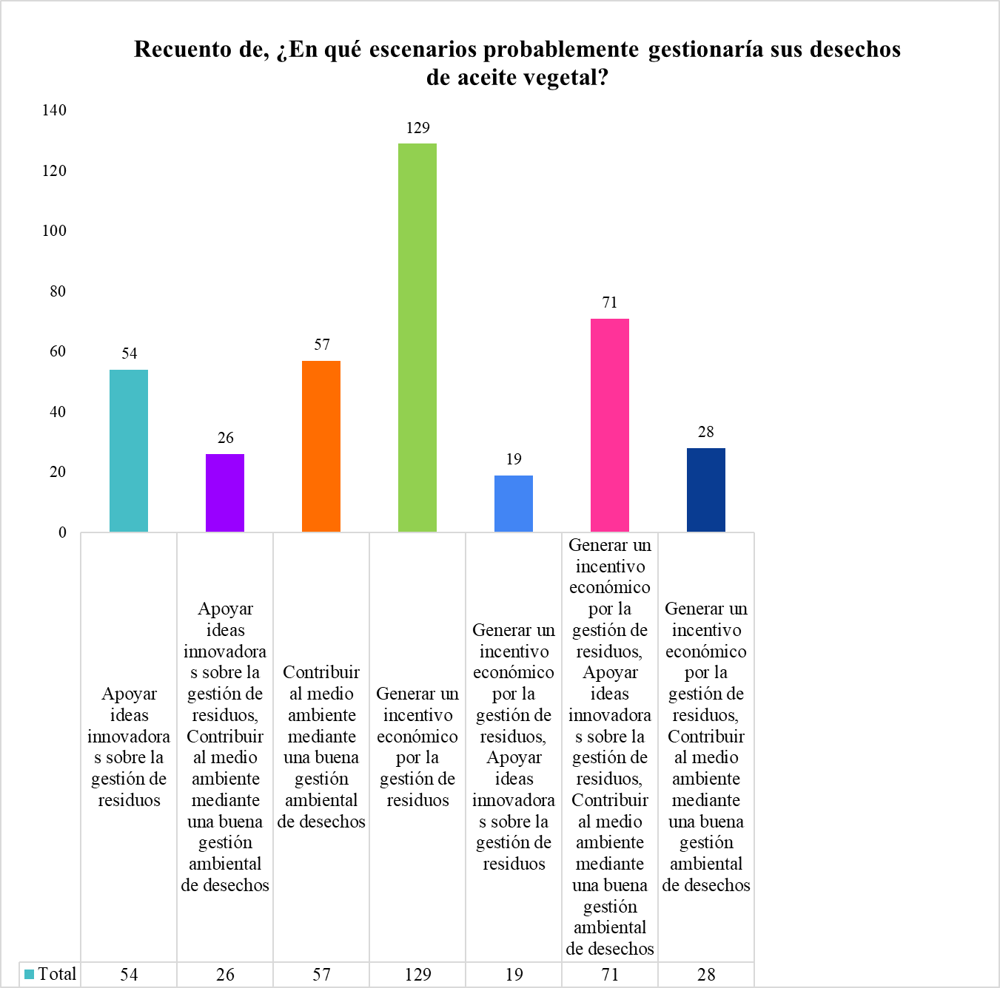 Recuento de, ¿En qué escenarios probablemente gestionaría sus desechos
de aceite vegetal?
140
120
100
80
60
40
20
0
54
26
57
129
19
71
28
Apoyar
ideas
innovadora
s sobre la
gestión de
residuos
Apoyar
ideas
innovadora
s sobre la
gestión de
residuos,
Contribuir
al medio
ambiente
mediante
una buena
gestión
ambiental
de desechos
Contribuir
al medio
ambiente
mediante
una buena
gestión
ambiental
de desechos
Generar un
incentivo
económico
por la
gestión de
residuos
Generar un
incentivo
económico
por la
gestión de
residuos,
Apoyar
ideas
innovadora
s sobre la
gestión de
residuos
Generar un
incentivo
económico
por la
gestión de
residuos,
Apoyar
ideas
innovadora
s sobre la
gestión de
residuos,
Contribuir
al medio
ambiente
mediante
una buena
gestión
ambiental
de desechos
Generar un
incentivo
económico
por la
gestión de
residuos,
Contribuir
al medio
ambiente
mediante
una buena
gestión
ambiental
de desechos
Total 54 26 57 129 19 71 28